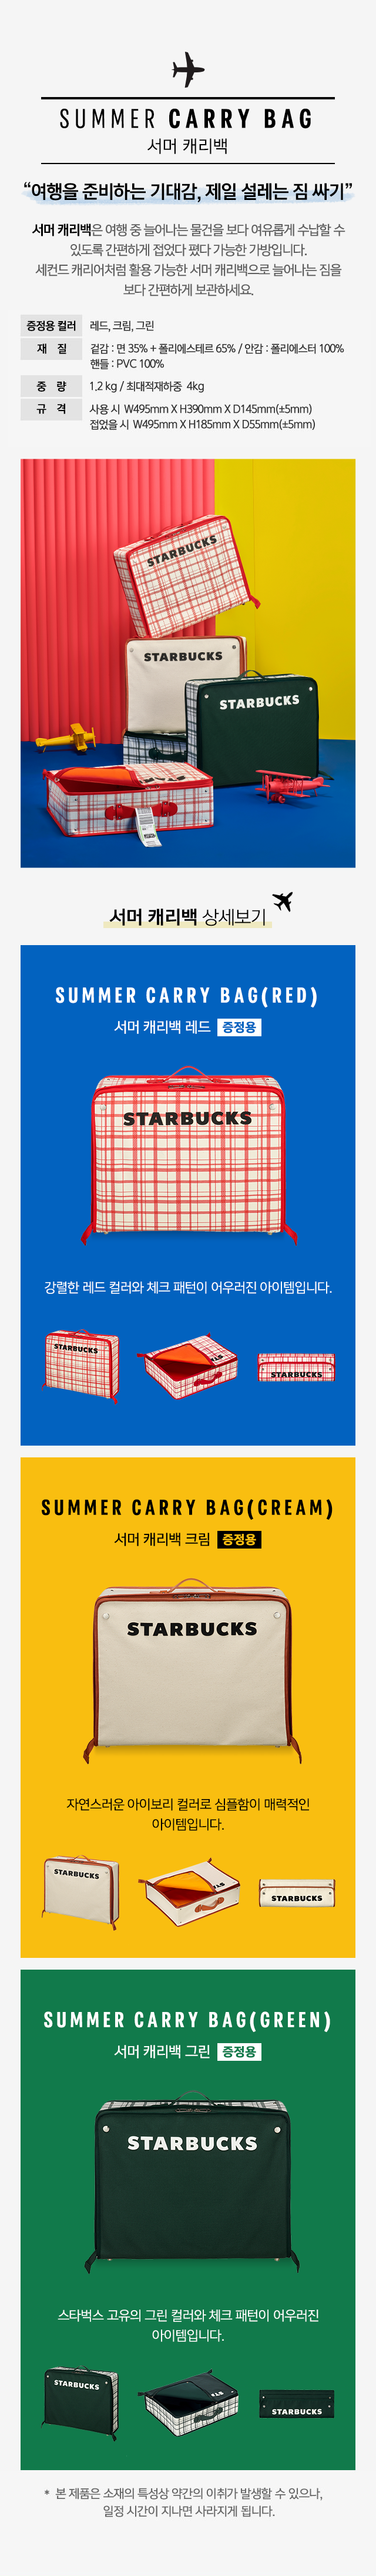 SUMMER CARRY BAG
서머 캐리백
“여행을 준비하는 기대감, 제일 설레는 짐 싸기”
서머 캐리백은 여행 중 늘어나는 물건을 보다 여유롭게 수납할 수
있도록 간편하게 접었다 폈다 가능한 가방입니다.
세컨드 캐리어처럼 활용 가능한 서머 캐리백으로 늘어나는 짐을
보다 간편하게 보관하세요.
증정용 컬러 레드, 크림, 그린
재 질 겉감 : 면 35% + 폴리에스테르 65% / 안감 : 폴리에스터 100%
핸들 : PVC 100%
중 량 1.2 kg / 최대적재하중 4kg
규 격 사용 시 W495mm X H390mm X D145mm(±5mm)
접었을 시 W495mm X H185mm X D55mm(±5mm)
STARBUCKS
STARBUCKS
STARBUCKS
서머 캐리백 상세보기
SUMMER CARRY BAG(RED)
서머 캐리백 레드 증정용
STARBUCKS
강렬한 레드 컬러와 체크 패턴이 어우러진 아이템입니다.
STARBUCKS
STARBUCKS
SUMMER CARRY BAG(CREAM)
서머 캐리백 크림 증정용
STARBUCKS
자연스러운 아이보리 컬러로 심플함이 매력적인
아이템입니다.
STARBUCKS
STARBUCKS
SUMMER CARRY BAG(GREEN)
서머 캐리백 그린 증정용
STARBUCKS
스타벅스 고유의 그린 컬러와 체크 패턴이 어우러진
아이템입니다.
STARBUCKS
STARBUCKS
* 본 제품은 소재의 특성상 약간의 이취가 발생할 수 있으나,
일정 시간이 지나면 사라지게 됩니다.